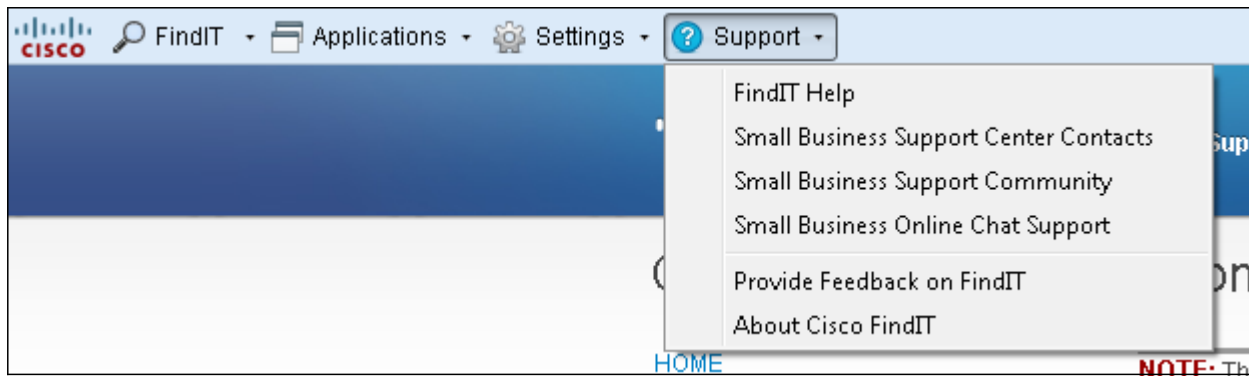 CISCO FindIT Applications Settings Support
FindIT Help
Small Business Support Center Contacts
Small Business Support Community
Small Business Online Chat Support
Provide Feedback on FindIT
About Cisco FindIT
HOME
NOTE: